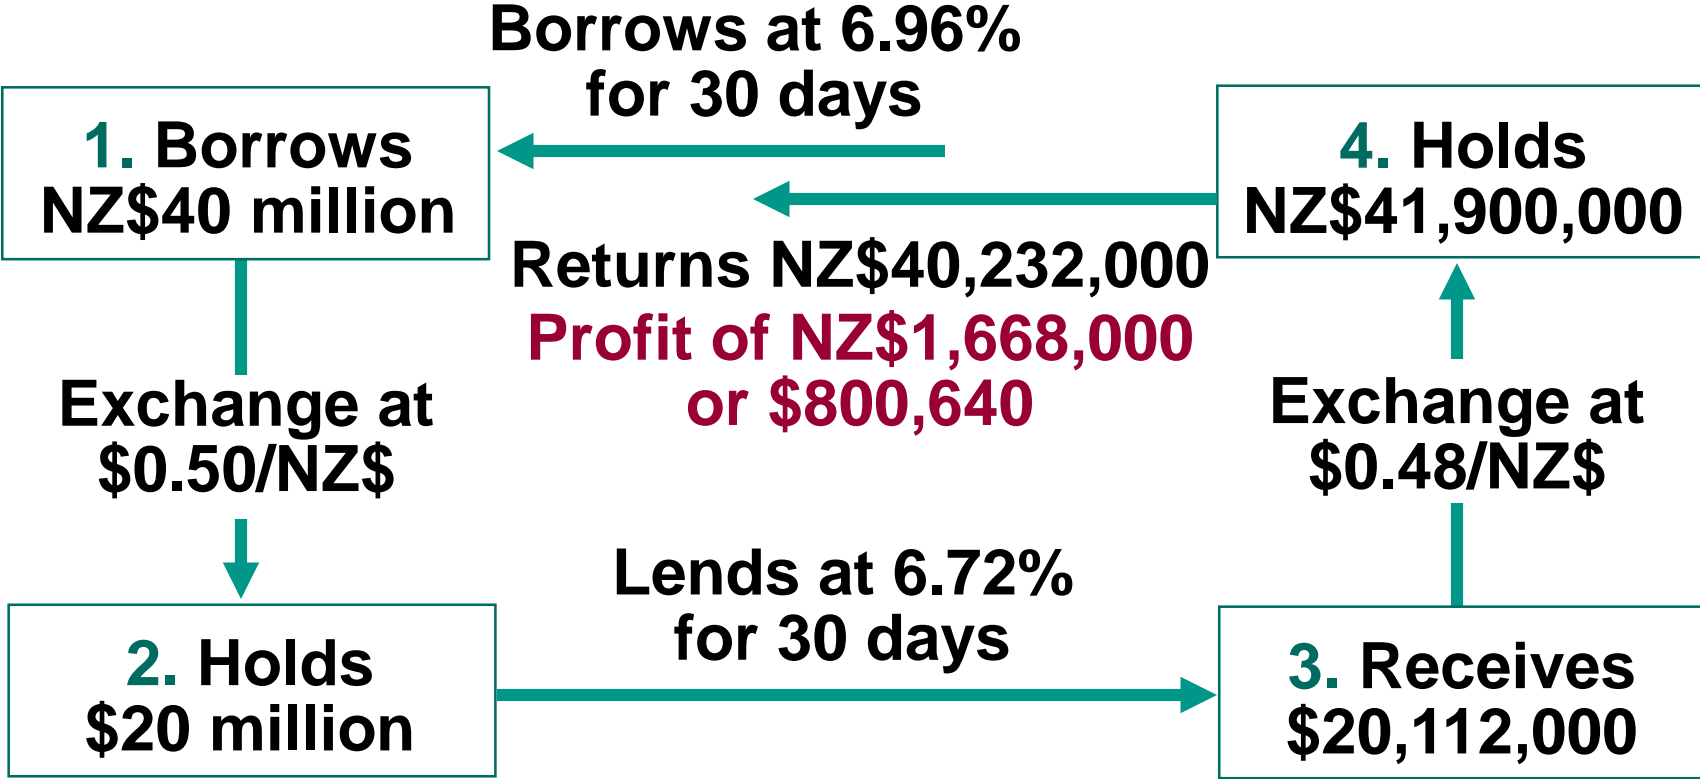 Borrows at 6.96%
for 30 days
1. Borrows
NZ$40 million
4. Holds
NZ$41,900,000
Returns NZ$40,232,000
Profit of NZ$1,668,000
or $800,640
Exchange at
$0.50/NZ$
Exchange at
$0.48/NZ$
Lends at 6.72%
for 30 days
2. Holds
$20 million
3. Receives
$20,112,000